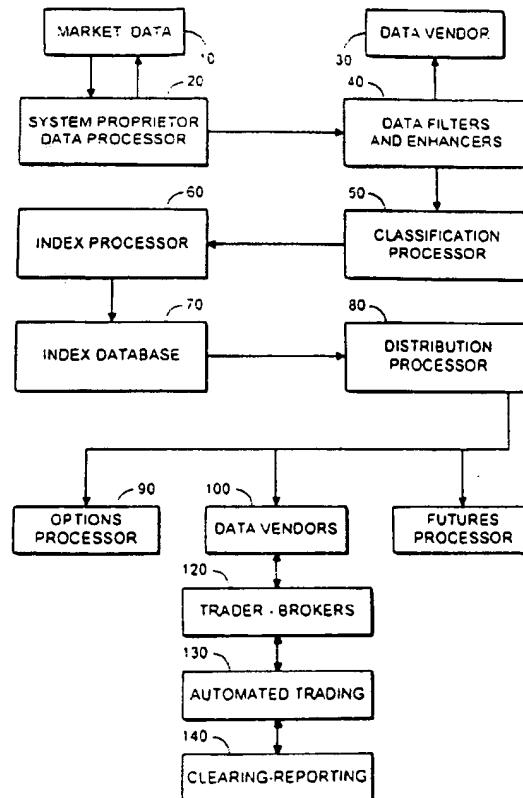 MARKET DATA
10
DATA VENDOR
30
20
SYSTEM PROPRIETOR
DATA PROCESSOR
40
DATA FILTERS
AND ENHANCERS
60
INDEX PROCESSOR
50
CLASSIFICATION
PROCESSOR
70
INDEX DATABASE
80
DISTRIBUTION
PROCESSOR
90
OPTIONS
PROCESSOR
100
DATA VENDORS
FUTURES
PROCESSOR
120
TRADER - BROKERS
130
AUTOMATED TRADING
140
CLEARING-REPORTING